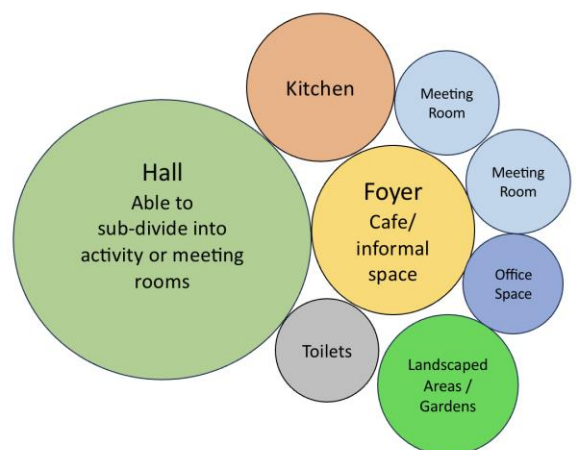 Kitchen
Meeting
Room
Hall
Able to
sub-divide into
activity or meeting
rooms
Foyer
Cafe/
informal
space
Meeting
Room
Office
Space
Toilets
Landscaped
Areas /
Gardens